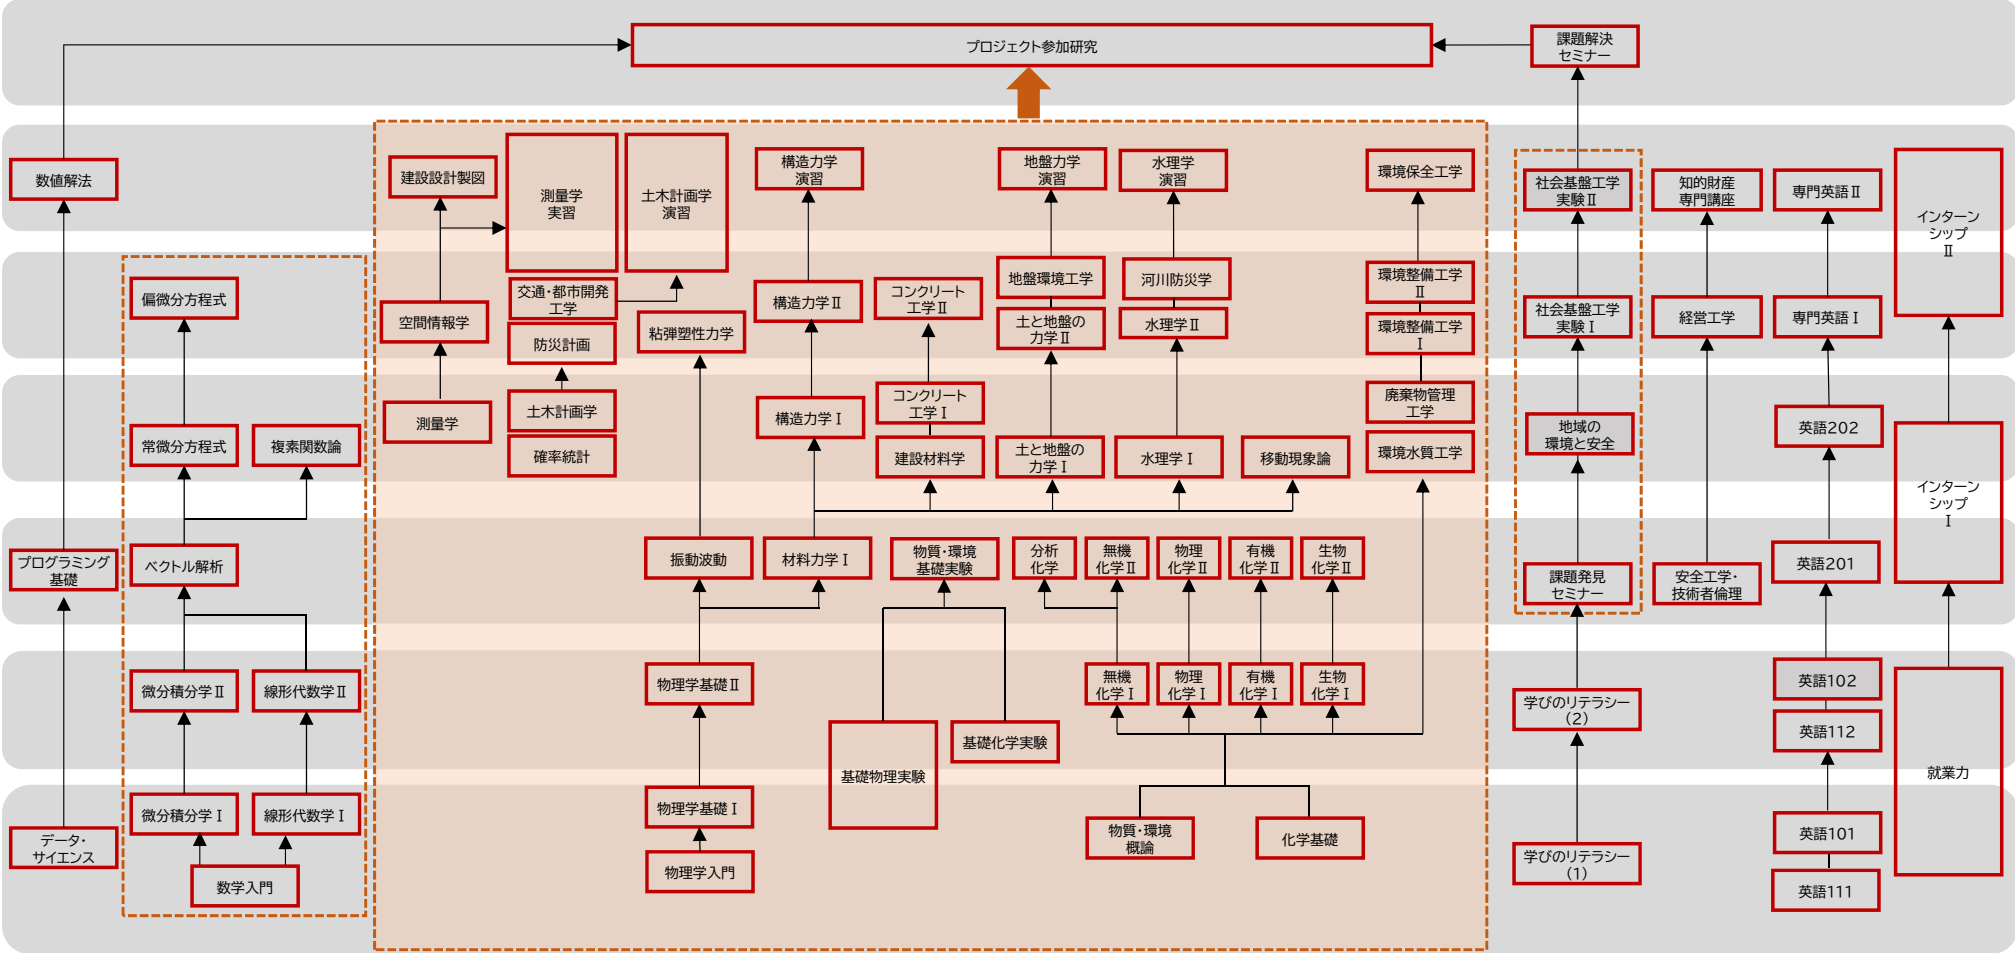 プロジェクト参加研究
課題解決
セミナー
数値解法
建設設計製図
測量学
実習
土木計画学
演習
構造力学
演習
地盤力学
演習
水理学
演習
環境保全工学
社会基盤工学
実験Ⅱ
知的財産
専門講座
専門英語Ⅱ
インターン
シップ
Ⅱ
偏微分方程式
空間情報学
交通・都市開発
工学
防災計画
粘弾塑性力学
構造力学Ⅱ
コンクリート
工学Ⅱ
地盤環境工学
土と地盤の
力学Ⅱ
河川防災学
水理学Ⅱ
環境整備工学
Ⅱ
環境整備工学
Ⅰ
社会基盤工学
実験Ⅰ
経営工学
専門英語Ⅰ
常微分方程式
複素関数論
測量学
土木計画学
確率統計
構造力学Ⅰ
コンクリート
工学Ⅰ
建設材料学
土と地盤の
力学Ⅰ
水理学Ⅰ
移動現象論
廃棄物管理
工学
環境水質工学
地域の
環境と安全
英語202
インターン
シップ
Ⅰ
プログラミング
基礎
ベクトル解析
振動波動
材料力学Ⅰ
物質・環境
基礎実験
分析
化学
無機
化学Ⅱ
物理
化学Ⅱ
有機
化学Ⅱ
生物
化学Ⅱ
課題発見
セミナー
安全工学・
技術者倫理
英語201
微分積分学Ⅱ
線形代数学Ⅱ
物理学基礎Ⅱ
基礎物理実験
基礎化学実験
無機
化学Ⅰ
物理
化学Ⅰ
有機
化学Ⅰ
生物
化学Ⅰ
学びのリテラシー
(2)
英語102
英語112
就業力
データ・
サイエンス
微分積分学Ⅰ
線形代数学Ⅰ
数学入門
物理学基礎Ⅰ
物理学入門
物質・環境
概論
化学基礎
学びのリテラシー
(1)
英語101
英語111